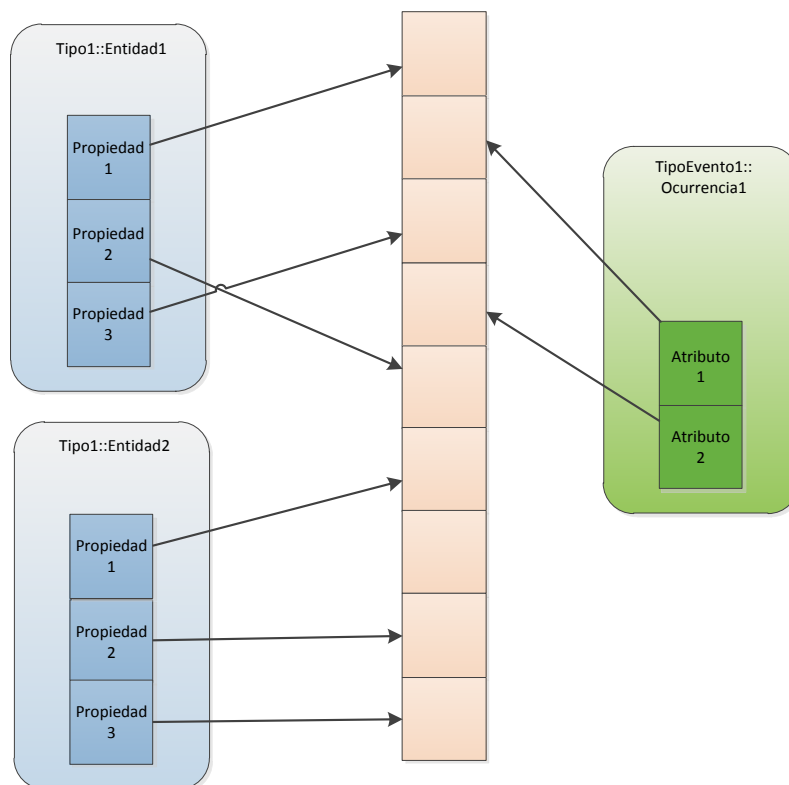 Tipo1::Entidad1
Propiedad
1
Propiedad
2
Propiedad
3
Tipo1::Entidad2
Propiedad
1
Propiedad
2
Propiedad
3
TipoEvento1::
Ocurrencia1
Atributo
1
Atributo
2